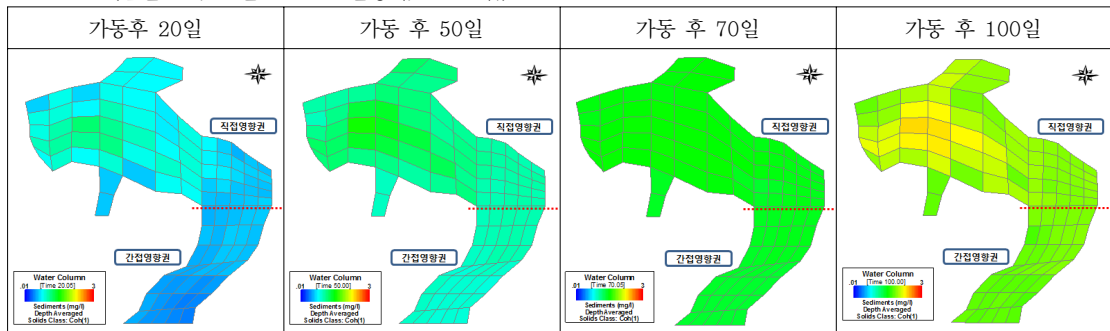 가동후 20일
가동 후 50일
가동 후 70일
가동 후 100일
직접영향권
간접영향권
Water Column
[Time 20.05]
.01 3
Sediments (mg/l)
Depth Averaged
Solids Class: Coh(1)
직접영향권
간접영향권
Water Column
[Time 50.00]
.01 3
Sediments (mg/l)
Depth Averaged
Solids Class: Coh(1)
직접영향권
간접영향권
Water Column
[Time 70.05]
.01 3
Sediments (mg/l)
Depth Averaged
Solids Class: Coh(1)
직접영향권
간접영향권
Water Column
[Time 100.00]
.01 3
Sediments (mg/l)
Depth Averaged
Solids Class: Coh(1)